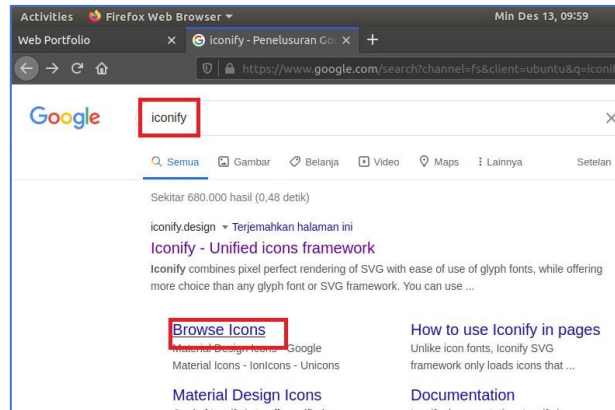 Activities Firefox Web Browser Min Des 13, 09:59
Web Portfolio iconify - Penelusuran Go
https://www.google.com/search?channel=fs&client=ubuntu&q=iconif
Google iconify
Semua Gambar Belanja Video Maps Lainnya Setelan
Sekitar 680.000 hasil (0,48 detik)
iconify.design Terjemahkan halaman ini
Iconify - Unified icons framework
Iconify combines pixel perfect rendering of SVG with ease of use of glyph fonts, while offering
more choice than any glyph font or SVG framework. You can use ...
Browse Icons
Material Design Icons - Google
Material Icons - IonIcons - Unicons
How to use Iconify in pages
Unlike icon fonts, Iconify SVG
framework only loads icons that ...
Material Design Icons
Documentation